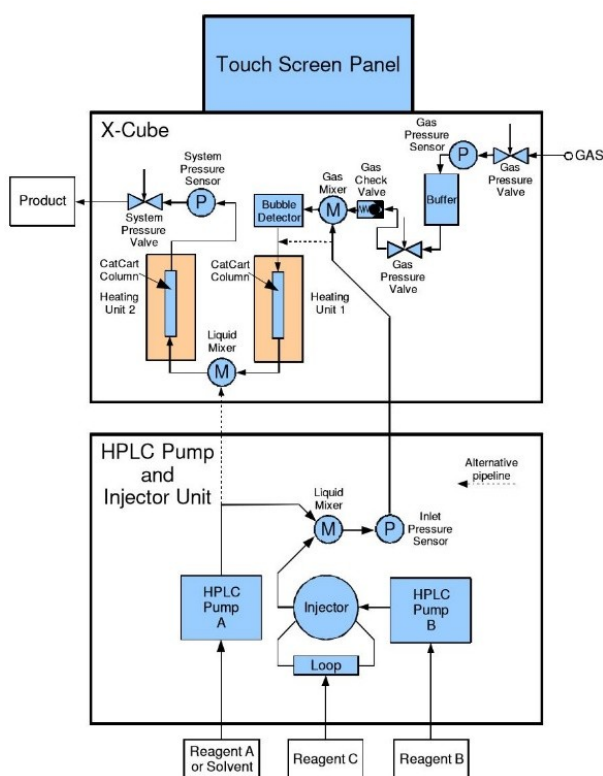 Touch Screen Panel
X-Cube
Gas
Pressure
Sensor
P
Gas
Pressure
Valve
GAS
System
Pressure
Sensor
P
Gas
Mixer
M
Gas
Check
Valve
Product
System
Pressure
Valve
Bubble
Detector
Buffer
Gas
Pressure
Valve
CatCart
Column
Heating
Unit 2
CatCart
Column
Heating
Unit 1
Liquid
Mixer
M
HPLC Pump
and
Injector Unit
Alternative
pipeline
Liquid
Mixer
M
P
Inlet
Pressure
Sensor
HPLC
Pump
A
Injector
HPLC
Pump
B
Loop
Reagent A
or Solvent
Reagent C
Reagent B